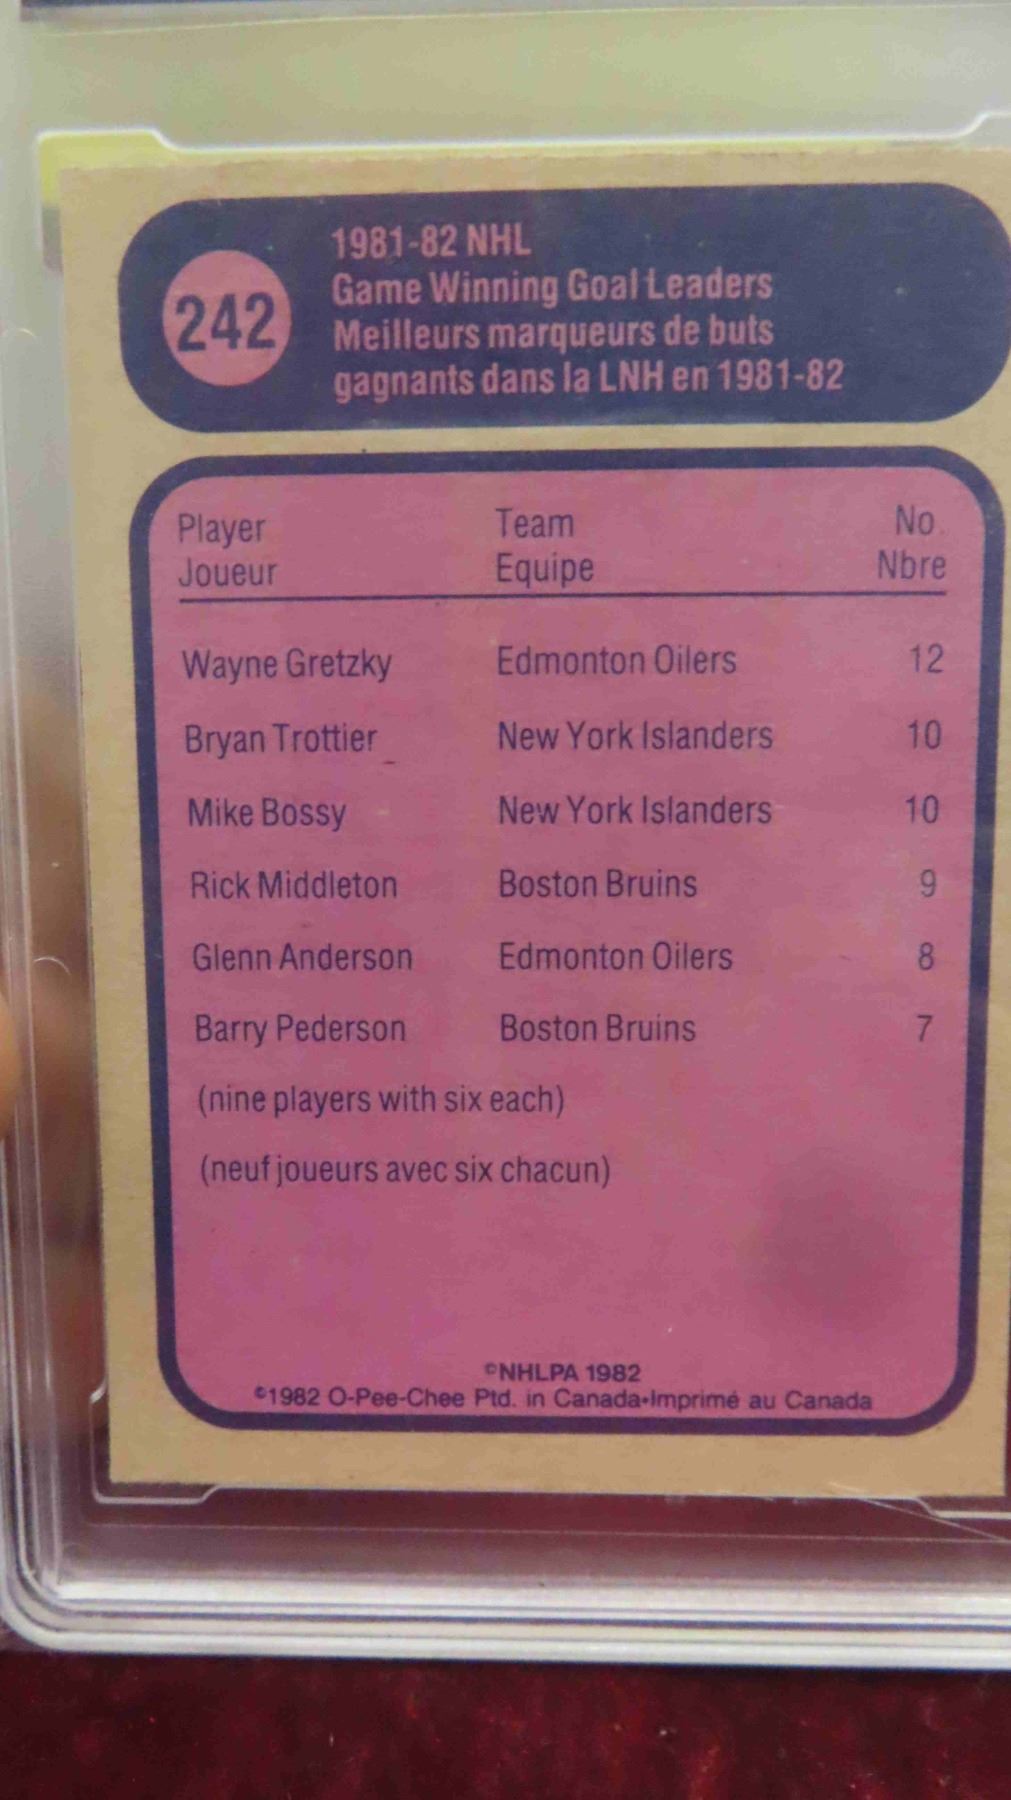 242
1981-82 NHL
Game Winning Goal Leaders
Meilleurs marqueurs de buts
gagnants dans la LNH en 1981-82
Player Team No.
Joueur Equipe Nbre
Wayne Gretzky Edmonton Oilers 12
Bryan Trottier New York Islanders 10
Mike Bossy New York Islanders 10
Rick Middleton Boston Bruins 9
Glenn Anderson Edmonton Oilers 8
Barry Pederson Boston Bruins 7
(nine players with six each)
(neuf joueurs avec six chacun)
©NHLPA 1982
©1982 O-Pee-Chee Ptd. in Canada•Imprimé au Canada